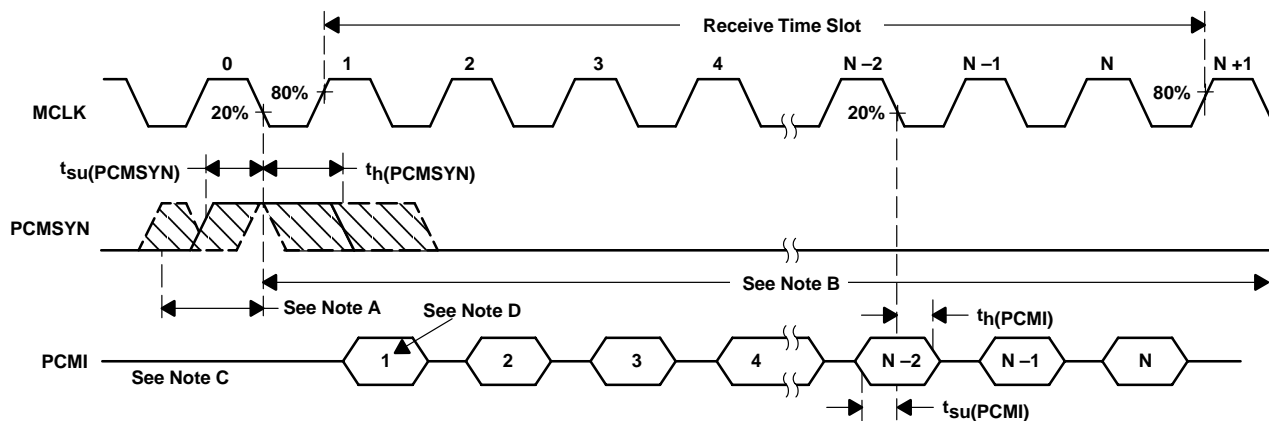 Receive Time Slot
0 1 2 3 4 N –2 N –1 N N +1
80% 80%
MCLK 20% 20%
tsu(PCMSYN) th(PCMSYN)
PCMSYN
See Note A See Note B
See Note D th(PCMI)
PCMI 1 2 3 4 N –2 N –1 N
See Note C
tsu(PCMI)